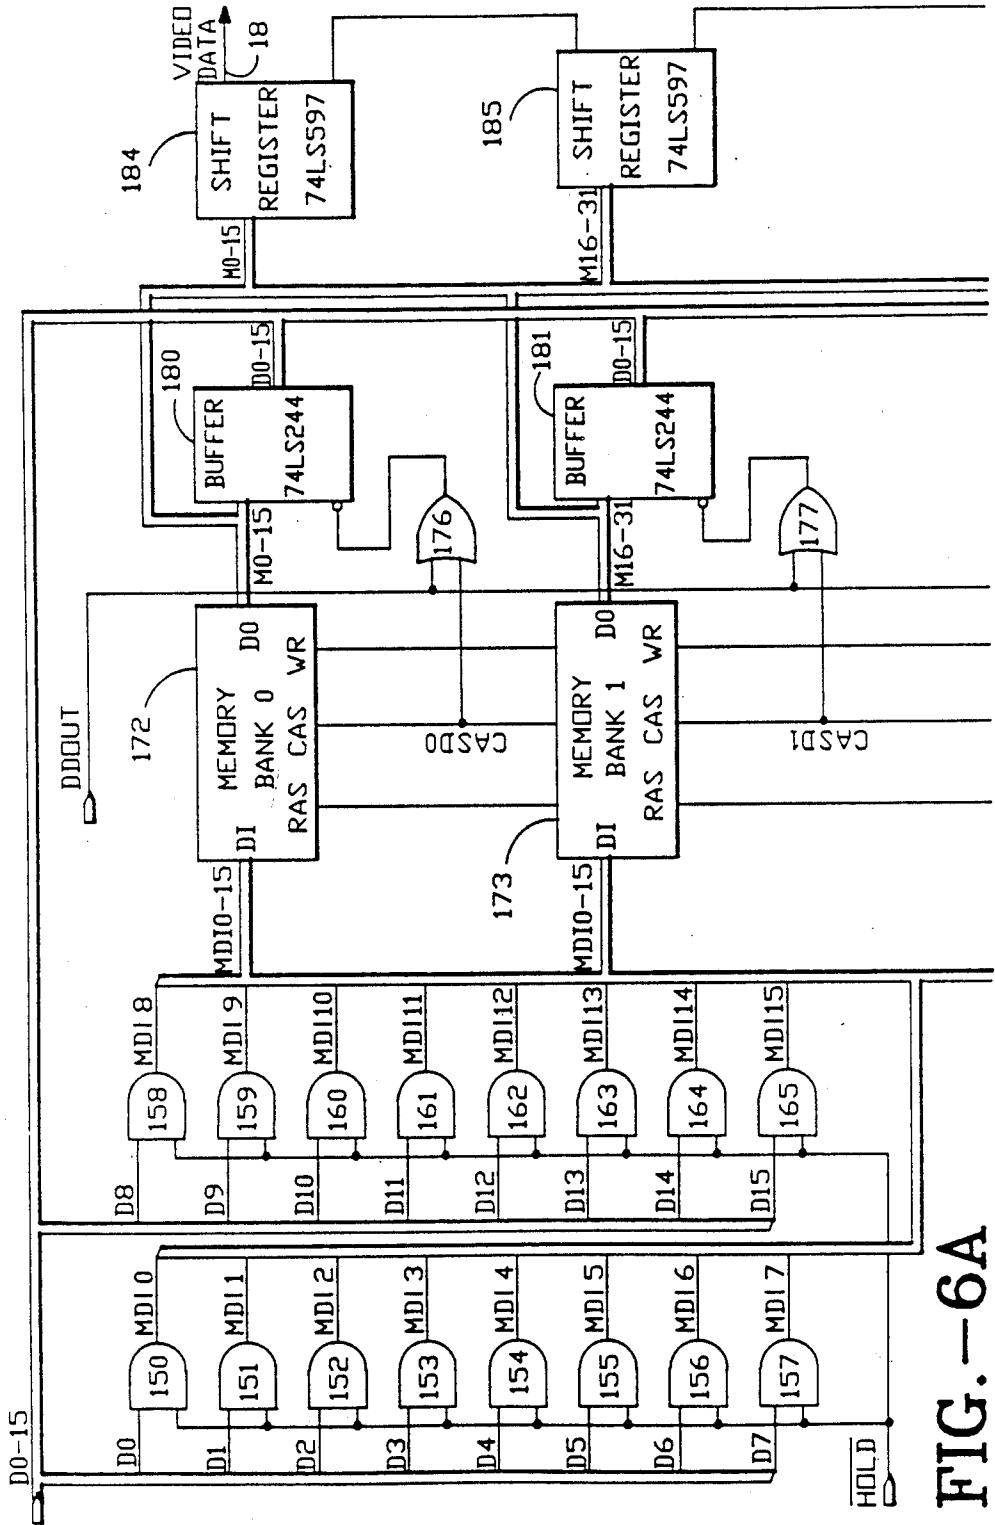 D0-15
D0
D1
D2
D3
D4
D5
D6
D7
HOLD
150
151
152
153
154
155
156
157
MDI 0
MDI 1
MDI 2
MDI 3
MDI 4
MDI 5
MDI 6
MDI 7
D8
D9
D10
D11
D12
D13
D14
D15
158
159
160
161
162
163
164
165
MDI 8
MDI 9
MDI10
MDI11
MDI12
MDI13
MDI14
MDI15
DDOUT
MDI0-15
172
DI
DO
MEMORY
BANK 0
RAS CAS WR
CASD0
M0-15
176
180
BUFFER
74LS244
D0-15
M0-15
184
SHIFT
REGISTER
74LS597
VIDEO
DATA
18
MDI0-15
173
DI
DO
MEMORY
BANK 1
RAS CAS WR
CASD1
M16-31
177
181
BUFFER
74LS244
D0-15
M16-31
185
SHIFT
REGISTER
74LS597
FIG.-6A